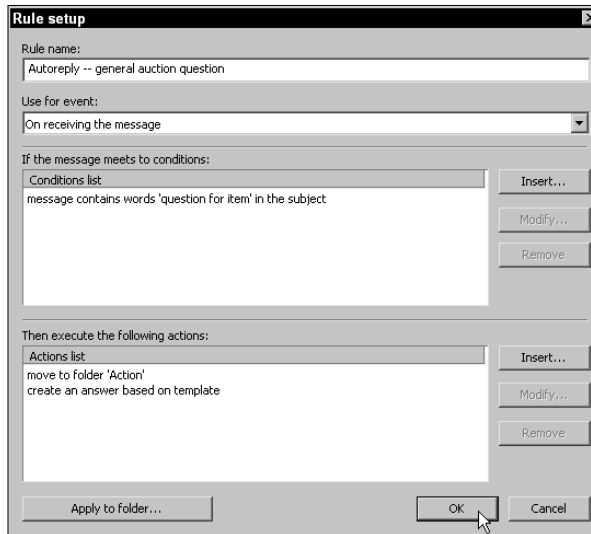 Rule setup
Rule name:
Autoreply -- general auction question
Use for event:
On receiving the message
If the message meets to conditions:
Conditions list
message contains words 'question for item' in the subject
Insert...
Modify...
Remove
Then execute the following actions:
Actions list
move to folder 'Action'
create an answer based on template
Insert...
Modify...
Remove
Apply to folder...
OK
Cancel